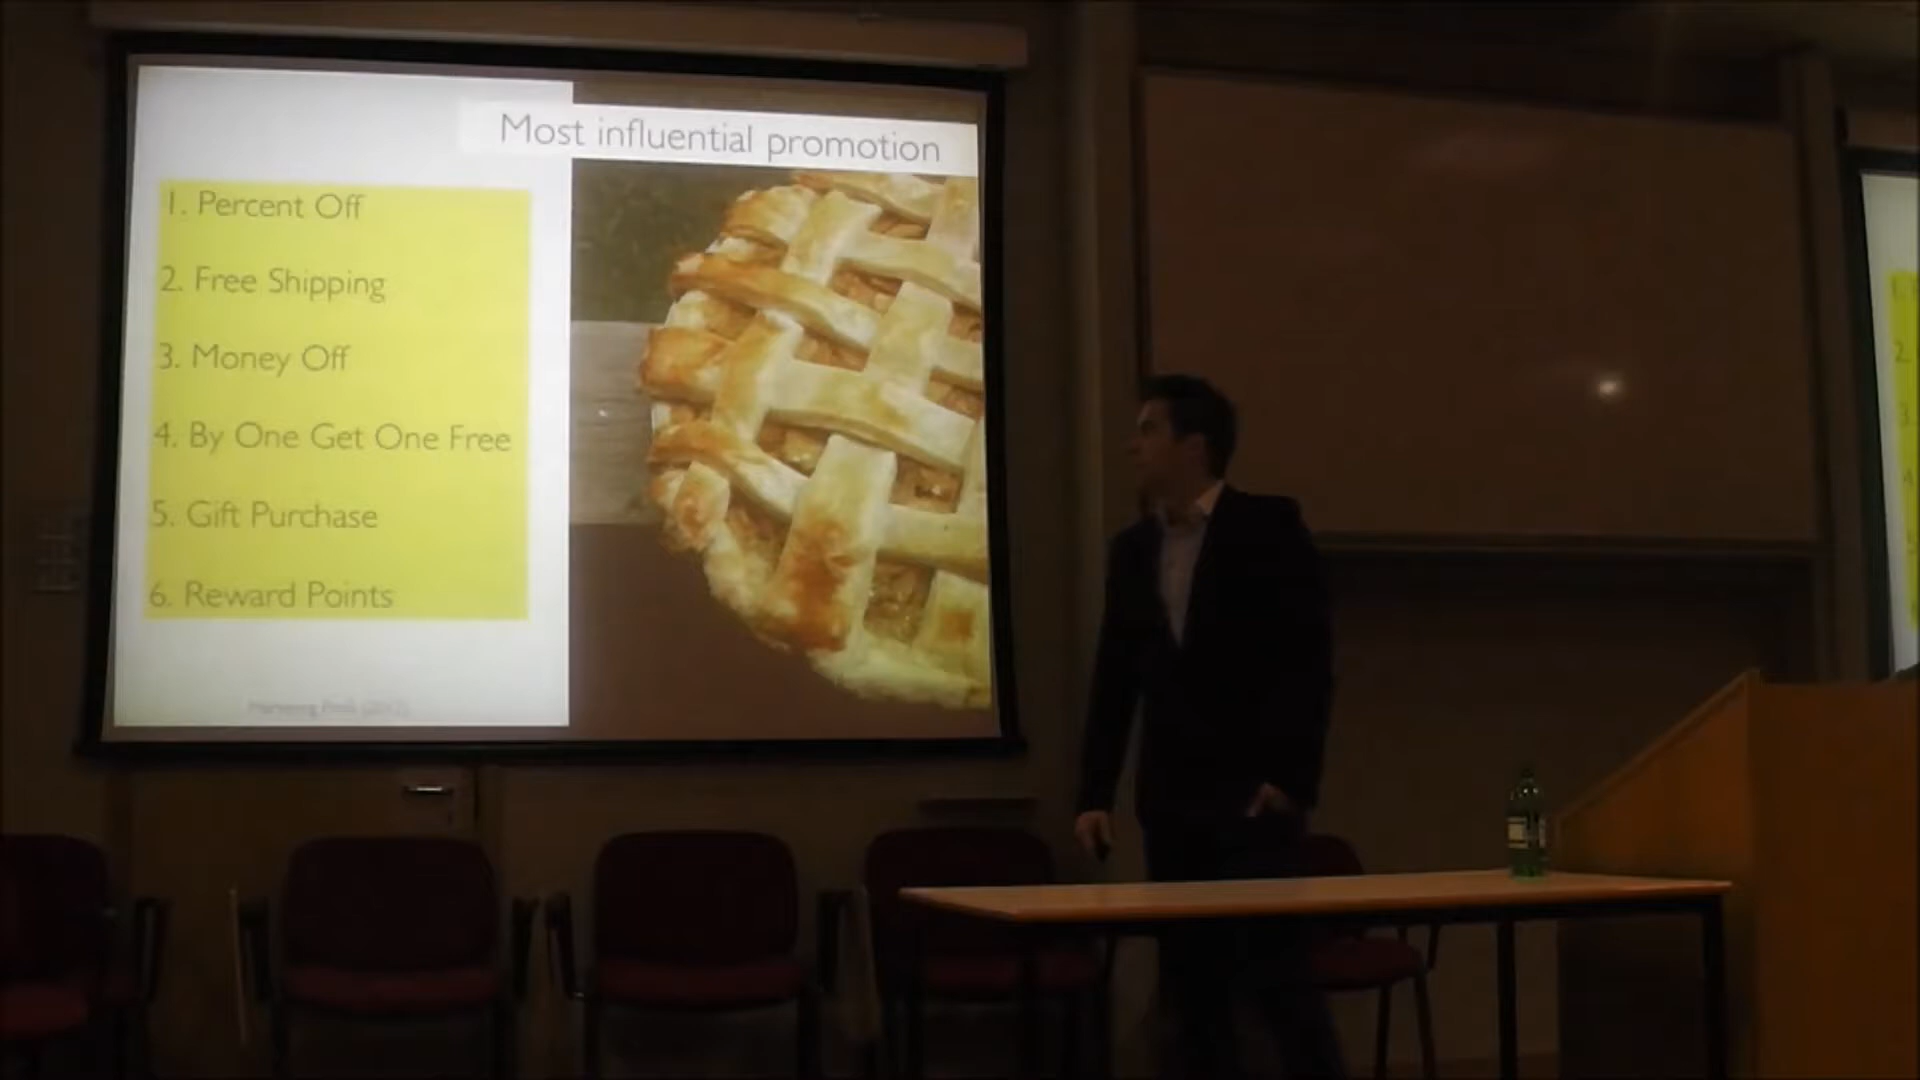 Most influential promotion
1. Percent Off
2. Free Shipping
3. Money Off
4. By One Get One Free
5. Gift Purchase
6. Reward Points